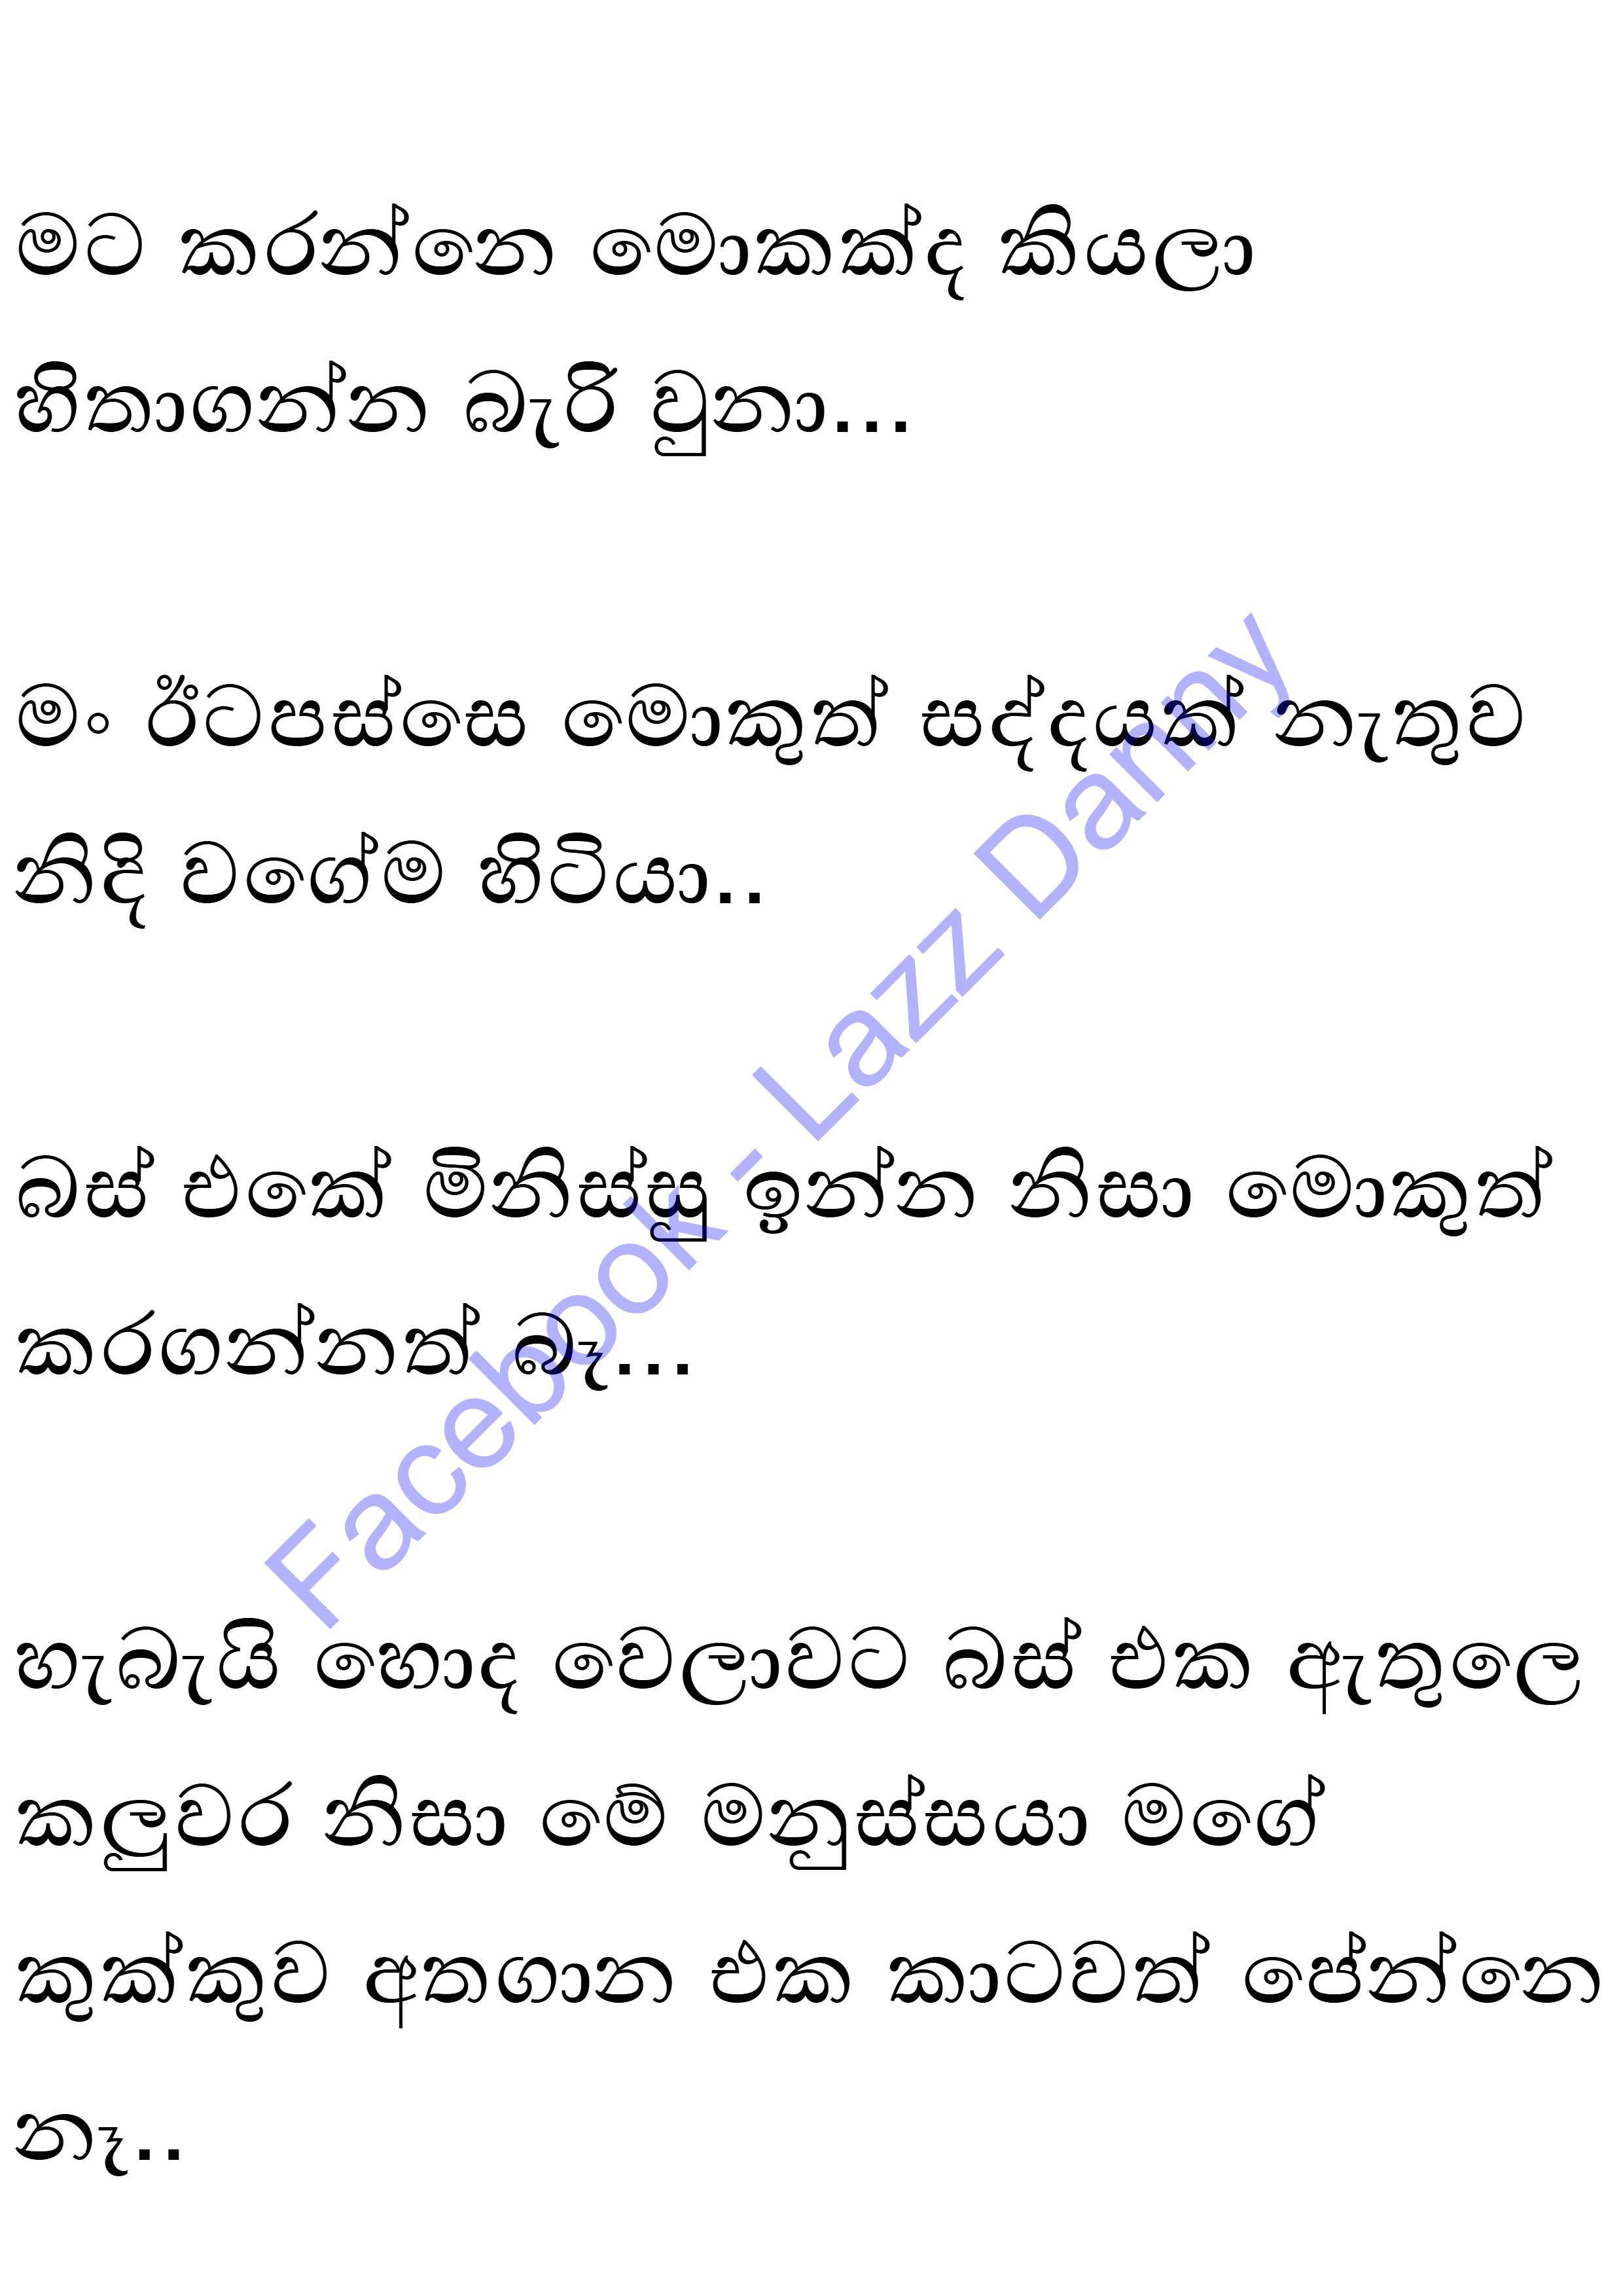 මට කරන්නෙ මොකක්ද කියලා
හිතාගන්න බැරි වුනා...
මං ඊටපස්සෙ මොකුත් සද්දයක් නැතුව
නිදි වගේම හිටියා..
බස් එකේ මිනිස්සු ඉන්න නිසා මොකුත්
කරගන්නත් බෑ...
හැබැයි හොද වෙලාවට බස් එක ඇතුලෙ
කලුවර නිසා මේ මනුස්සයා මගේ
කුක්කුව අතගාන එක කාටවත් පේන්නෙ
නෑ..
Facebook - Lazz Danny